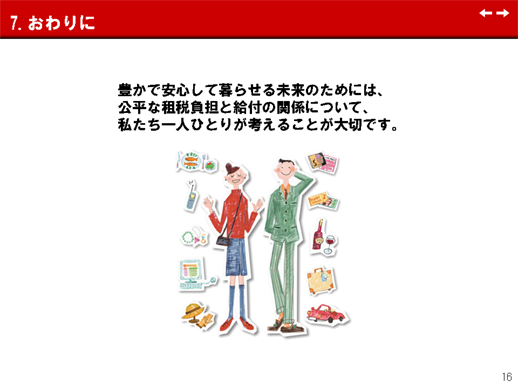 7. おわりに
豊かで安心して暮らせる未来のためには、
公平な租税負担と給付の関係について、
私たち一人ひとりが考えることが大切です。
16